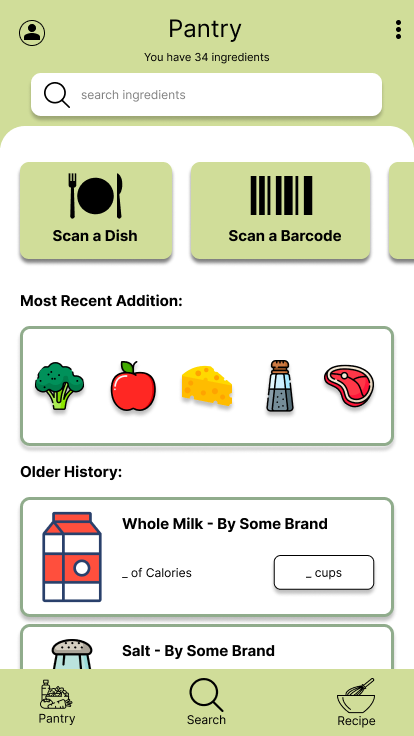 Pantry
You have 34 ingredients
search ingredients
Scan a Dish
Scan a Barcode
Most Recent Addition:
Older History:
Whole Milk - By Some Brand
_ of Calories
_ cups
Salt - By Some Brand
Pantry
Search
Recipe